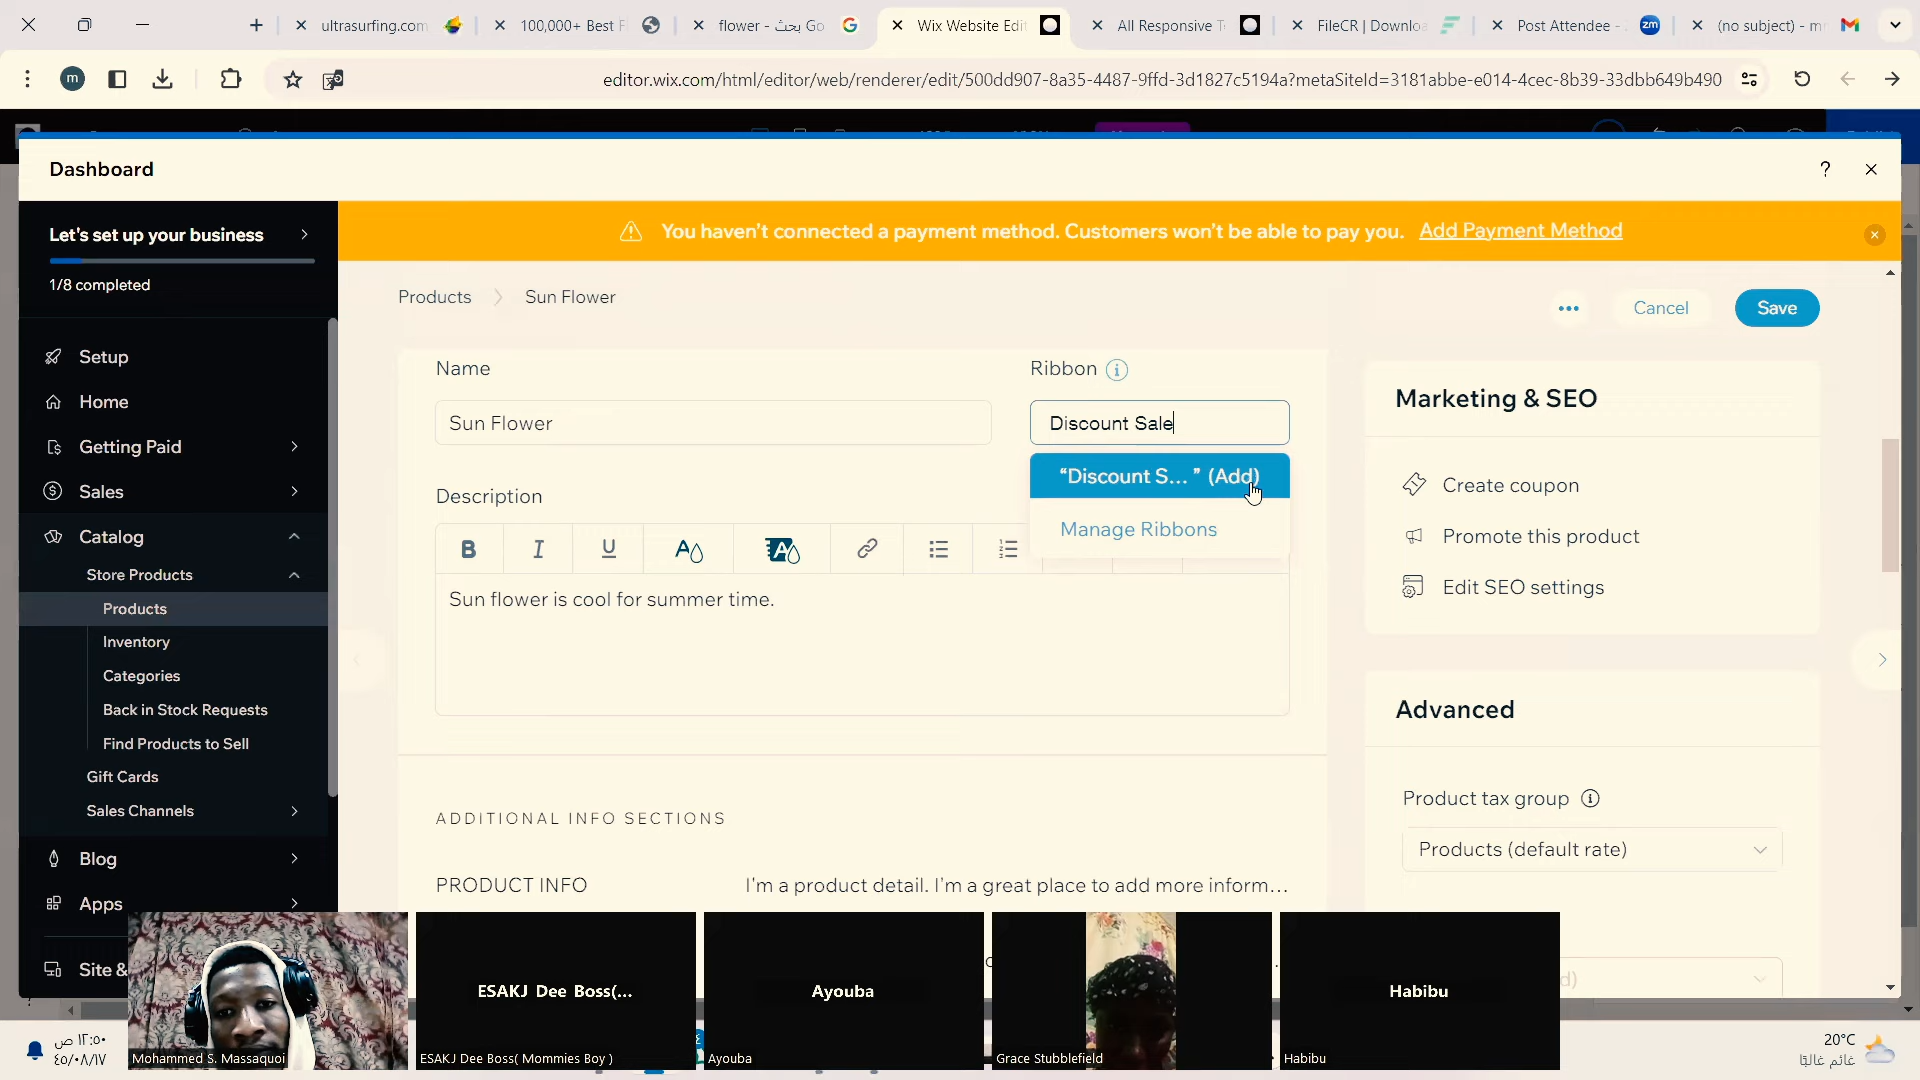 ultrasurfing.com
100,000+ Best F
flower - بحث Go
Wix Website Edit
All Responsive T
FileCR | Downlo
Post Attendee -
(no subject) - m
editor.wix.com/html/editor/web/renderer/edit/500dd907-8a35-4487-9ffd-3d1827c5194a?metaSiteId=3181abbe-e014-4cec-8b39-33dbb649b490
Dashboard
Let's set up your business
1/8 completed
You haven't connected a payment method. Customers won't be able to pay you. Add Payment Method
Products
Sun Flower
Cancel
Save
Setup
Home
Getting Paid
Sales
Catalog
Store Products
Products
Inventory
Categories
Back in Stock Requests
Find Products to Sell
Gift Cards
Sales Channels
Blog
Apps
Site &
Name
Ribbon
Sun Flower
Discount Sale
"Discount S... " (Add)
Manage Ribbons
Description
Sun flower is cool for summer time.
ADDITIONAL INFO SECTIONS
PRODUCT INFO
I'm a product detail. I'm a great place to add more inform...
Marketing & SEO
Create coupon
Promote this product
Edit SEO settings
Advanced
Product tax group
Products (default rate)
Mohammed S. Massaquoi
ESAKJ Dee Boss(...
ESAKJ Dee Boss( Mommies Boy )
Ayouba
Ayouba
Grace Stubblefield
Habibu
Habibu
١٢:٥٠ ص
٤٥/٠٨/١٧
20°C
غائم غالبًا